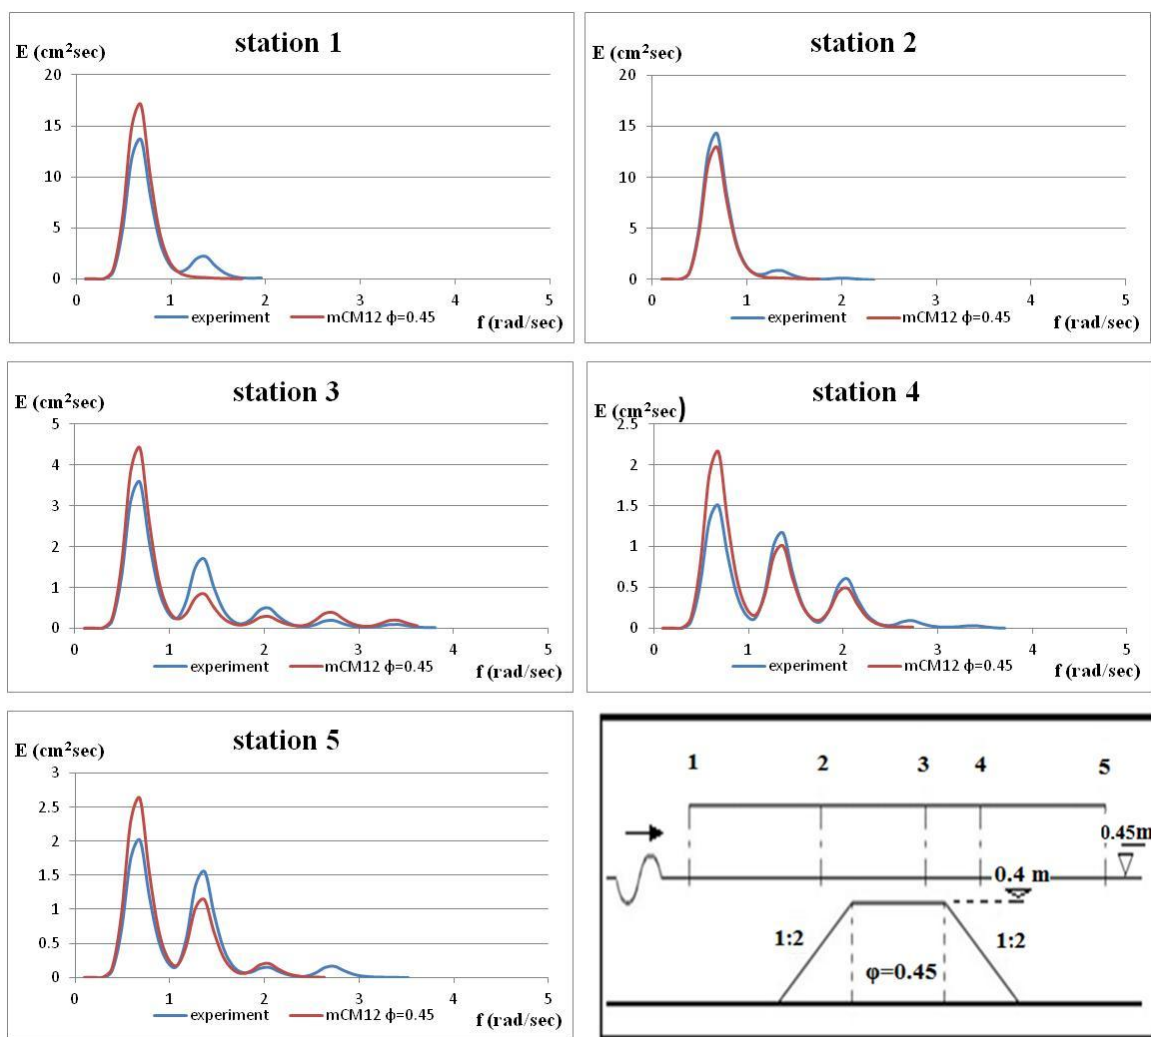 station 1
E (cm²sec)
20
15
10
5
0
0 1 2 3 4 5
experiment mCM12 ϕ=0.45 f (rad/sec)
station 2
E (cm²sec)
20
15
10
5
0
0 1 2 3 4 5
experiment mCM12 ϕ=0.45 f (rad/sec)
station 3
E (cm²sec)
5
4
3
2
1
0
0 1 2 3 4 5
experiment mCM12 ϕ=0.45 f (rad/sec)
station 4
E (cm²sec)
2.5
2
1.5
1
0.5
0
0 1 2 3 4 5
experiment mCM12 ϕ=0.45 f (rad/sec)
station 5
E (cm²sec)
3
2.5
2
1.5
1
0.5
0
0 1 2 3 4 5
experiment mCM12 ϕ=0.45 f (rad/sec)
1 2 3 4 5
0.45m
0.4 m
1:2 1:2
φ=0.45